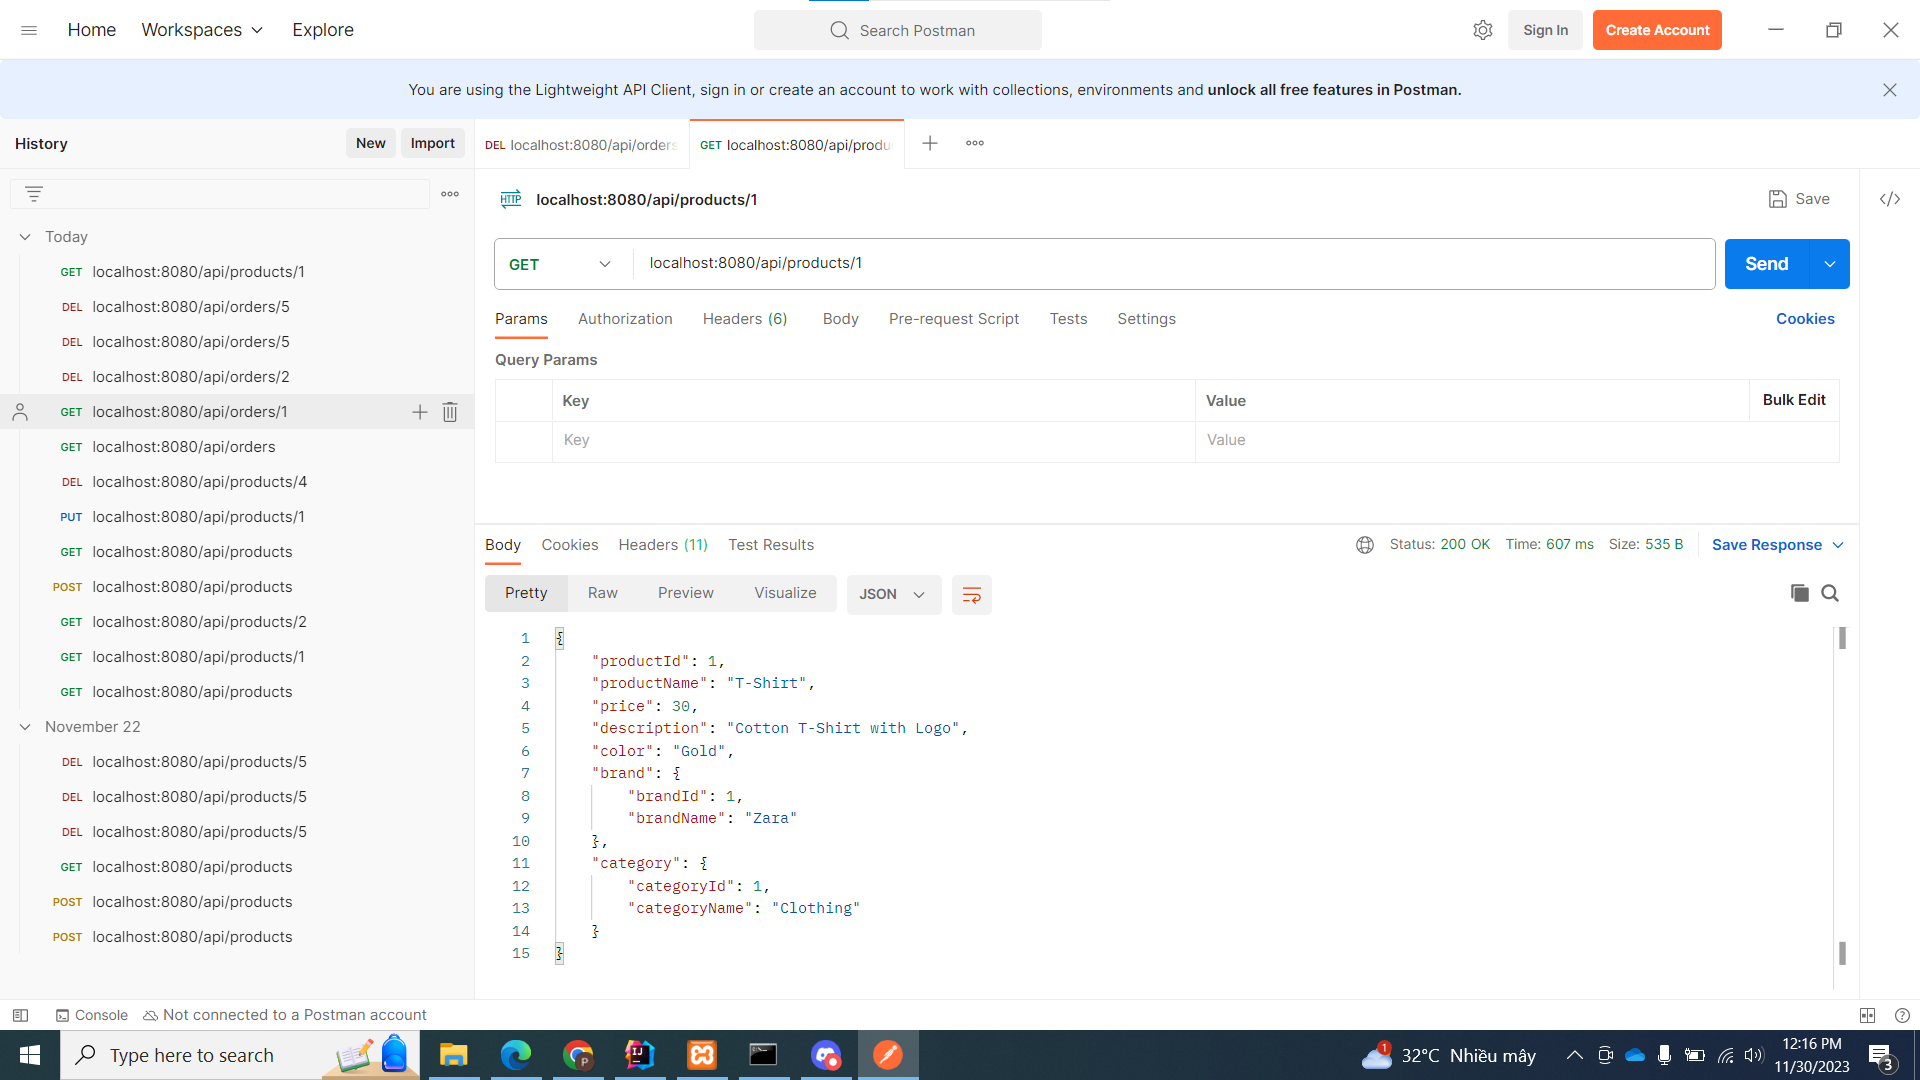 Home
Workspaces
Explore
Search Postman
Sign In
Create Account
You are using the Lightweight API Client, sign in or create an account to work with collections, environments and unlock all free features in Postman.
History
New
Import
DEL localhost:8080/api/orders
GET localhost:8080/api/produ
HTTP localhost:8080/api/products/1
Save
GET
localhost:8080/api/products/1
Send
Params
Authorization
Headers (6)
Body
Pre-request Script
Tests
Settings
Cookies
Query Params
Key
Value
Bulk Edit
Key
Value
Today
GET localhost:8080/api/products/1
DEL localhost:8080/api/orders/5
DEL localhost:8080/api/orders/5
DEL localhost:8080/api/orders/2
GET localhost:8080/api/orders/1
GET localhost:8080/api/orders
DEL localhost:8080/api/products/4
PUT localhost:8080/api/products/1
GET localhost:8080/api/products
POST localhost:8080/api/products
GET localhost:8080/api/products/2
GET localhost:8080/api/products/1
GET localhost:8080/api/products
November 22
DEL localhost:8080/api/products/5
DEL localhost:8080/api/products/5
DEL localhost:8080/api/products/5
GET localhost:8080/api/products
POST localhost:8080/api/products
POST localhost:8080/api/products
Body
Cookies
Headers (11)
Test Results
Status: 200 OK
Time: 607 ms
Size: 535 B
Save Response
Pretty
Raw
Preview
Visualize
JSON
1 {
2 "productId": 1,
3 "productName": "T-Shirt",
4 "price": 30,
5 "description": "Cotton T-Shirt with Logo",
6 "color": "Gold",
7 "brand": {
8 "brandId": 1,
9 "brandName": "Zara"
10 },
11 "category": {
12 "categoryId": 1,
13 "categoryName": "Clothing"
14 }
15 }
Console
Not connected to a Postman account
Type here to search
1
32°C Nhiều mây
12:16 PM
11/30/2023
3